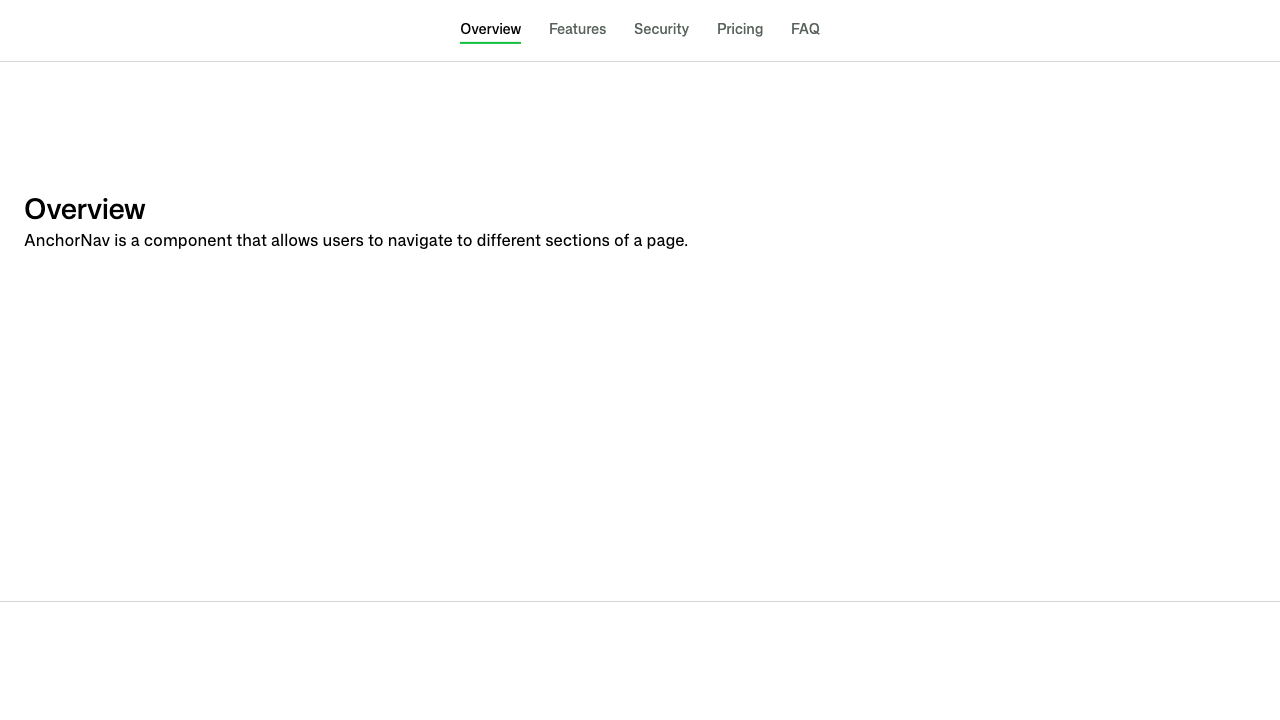 Overview Features Security Pricing FAQ
Overview
AnchorNav is a component that allows users to navigate to different sections of a page.